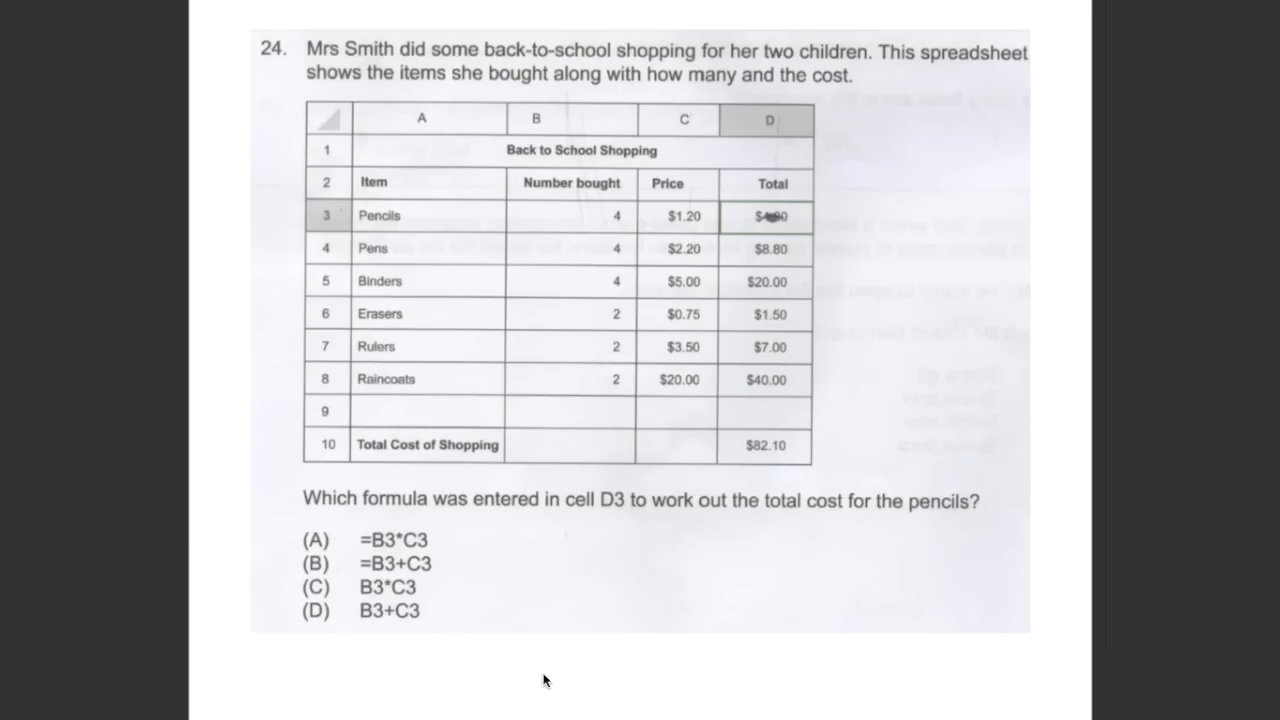 24. Mrs Smith did some back-to-school shopping for her two children. This spreadsheet
shows the items she bought along with how many and the cost.
A B C D
1 Back to School Shopping
2 Item Number bought Price Total
3 Pencils 4 $1.20
4 Pens 4 $2.20 $8.80
5 Binders 4 $5.00 $20.00
6 Erasers 2 $0.75 $1.50
7 Rulers 2 $3.50 $7.00
8 Raincoats 2 $20.00 $40.00
9
10 Total Cost of Shopping $82.10
Which formula was entered in cell D3 to work out the total cost for the pencils?
(A) =B3*C3
(B) =B3+C3
(C) B3*C3
(D) B3+C3